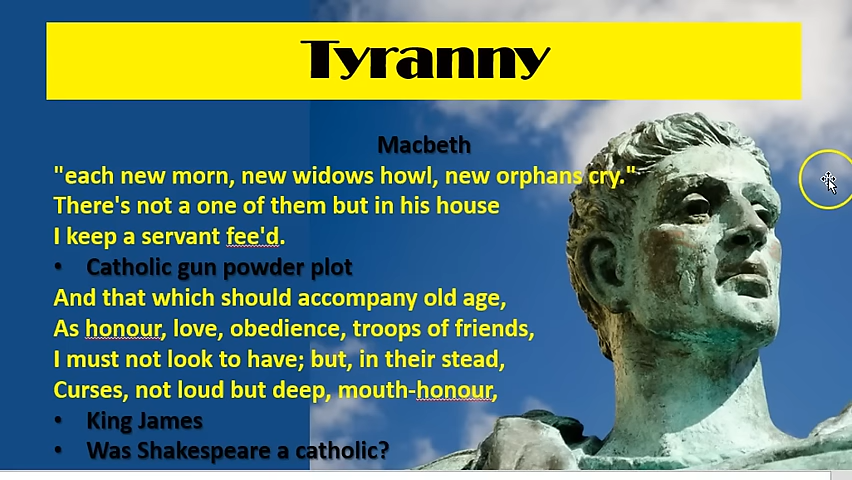 Tyranny
Macbeth
"each new morn, new widows howl, new orphans cry."
There's not a one of them but in his house
I keep a servant fee'd.
• Catholic gun powder plot
And that which should accompany old age,
As honour, love, obedience, troops of friends,
I must not look to have; but, in their stead,
Curses, not loud but deep, mouth-honour,
• King James
• Was Shakespeare a catholic?